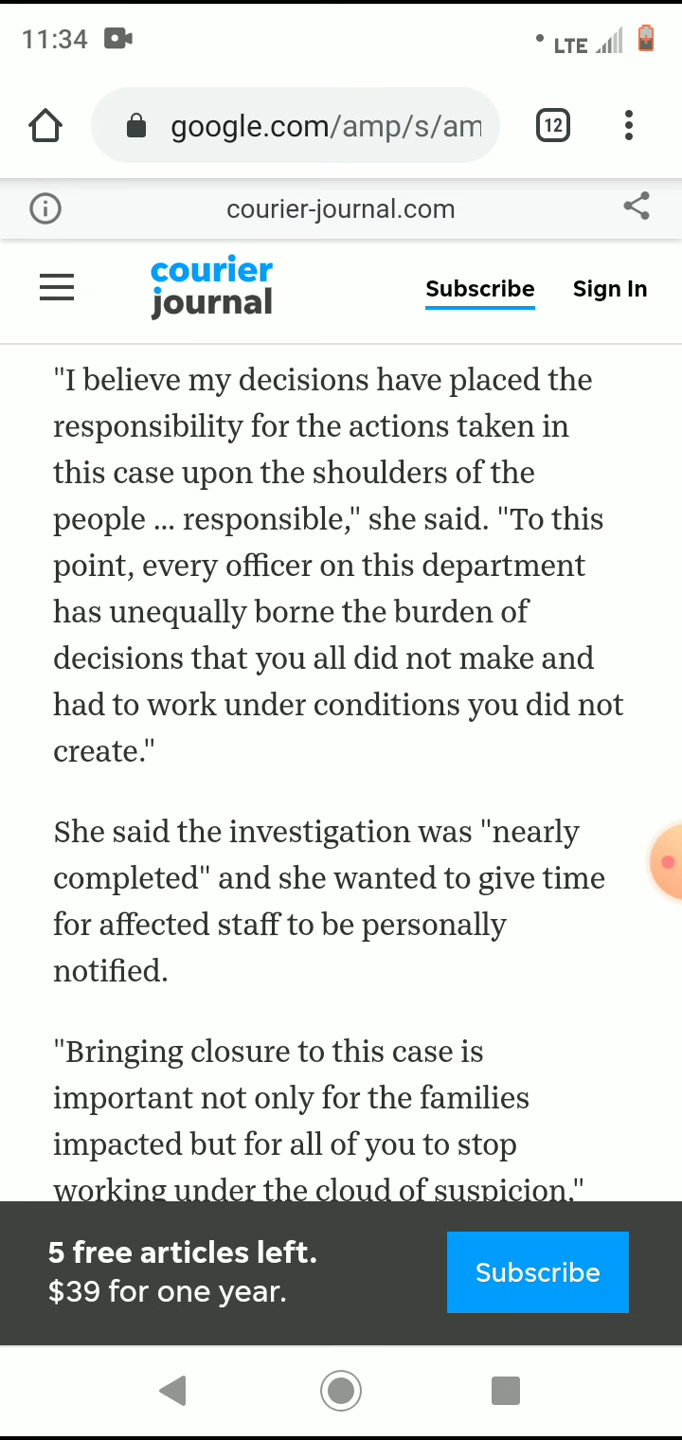 11:34
LTE
google.com/amp/s/am
12
courier-journal.com
courier
journal
Subscribe
Sign In
"I believe my decisions have placed the
responsibility for the actions taken in
this case upon the shoulders of the
people ... responsible," she said. "To this
point, every officer on this department
has unequally borne the burden of
decisions that you all did not make and
had to work under conditions you did not
create."
She said the investigation was "nearly
completed" and she wanted to give time
for affected staff to be personally
notified.
"Bringing closure to this case is
important not only for the families
impacted but for all of you to stop
working under the cloud of suspicion,"
5 free articles left.
$39 for one year.
Subscribe